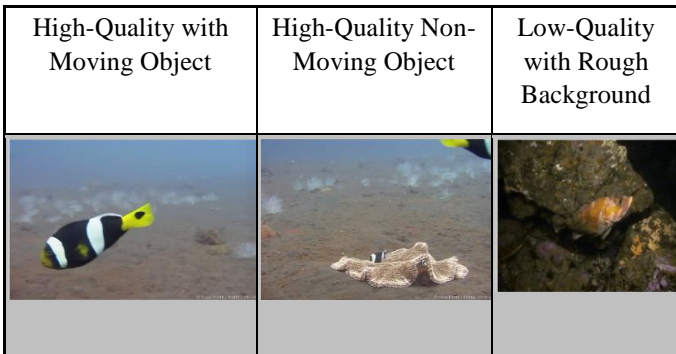 High-Quality with
Moving Object
High-Quality Non-
Moving Object
Low-Quality
with Rough
Background